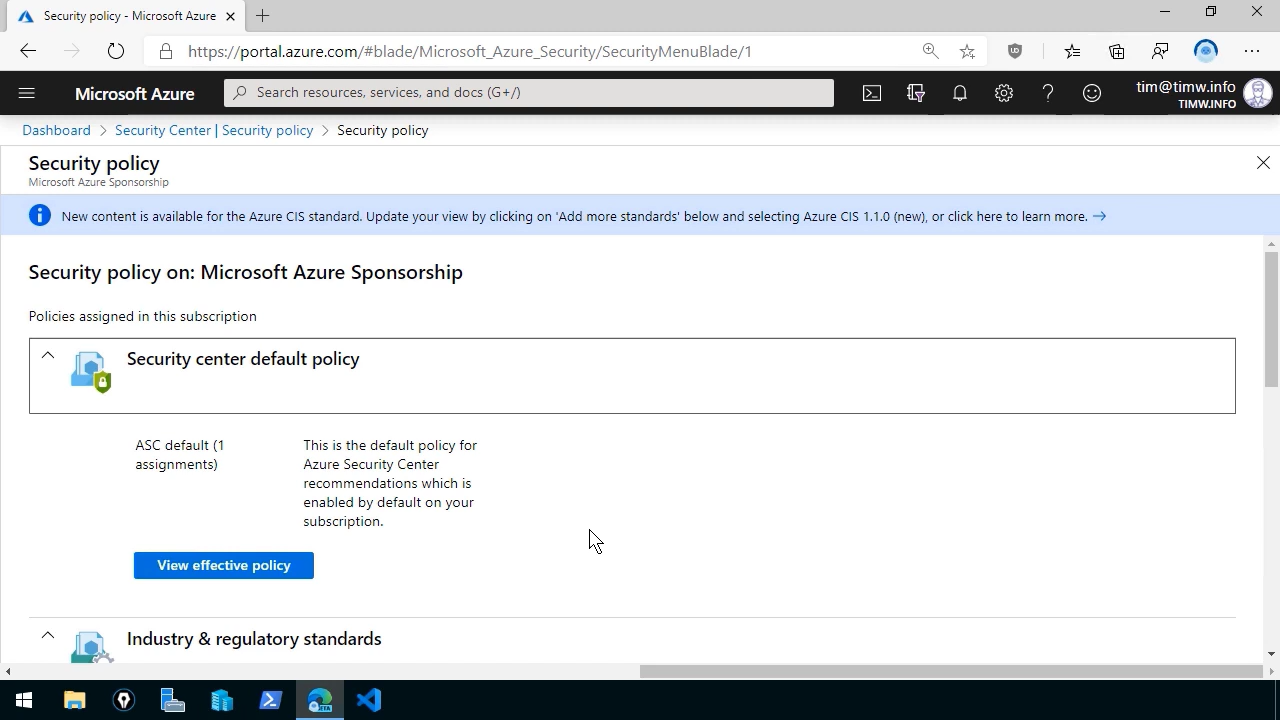 Security policy - Microsoft Azure
https://portal.azure.com/#blade/Microsoft_Azure_Security/SecurityMenuBlade/1
Microsoft Azure
Search resources, services, and docs (G+/)
tim@timw.info
TIMW.INFO
Dashboard > Security Center | Security policy > Security policy
Security policy
Microsoft Azure Sponsorship
New content is available for the Azure CIS standard. Update your view by clicking on 'Add more standards' below and selecting Azure CIS 1.1.0 (new), or click here to learn more. →
Security policy on: Microsoft Azure Sponsorship
Policies assigned in this subscription
Security center default policy
ASC default (1
assignments)
This is the default policy for
Azure Security Center
recommendations which is
enabled by default on your
subscription.
View effective policy
Industry & regulatory standards